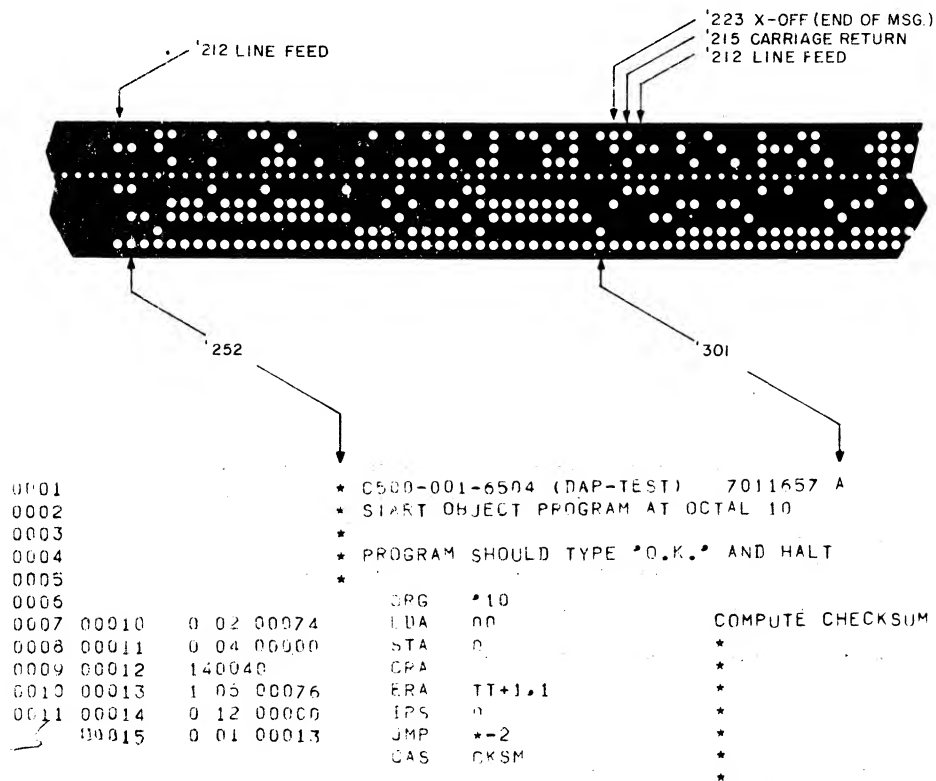 '223 X-OFF (END OF MSG.)
'215 CARRIAGE RETURN
'212 LINE FEED
'212 LINE FEED
'252
'301
0001 * C500-001-6504 (DAP-TEST) 7011657 A
0002 * START OBJECT PROGRAM AT OCTAL 10
0003 *
0004 * PROGRAM SHOULD TYPE 'O.K.' AND HALT
0005 *
0006 ORG '10
0007 00010 0 02 00074 LDA COMPUTE CHECKSUM
0008 00011 0 04 00000 STA 0 *
0009 00012 140040 CRA *
0010 00013 1 05 00076 ERA TT+1,1 *
0011 00014 0 12 00000 IRS 0 *
00015 0 01 00013 JMP *-2 *
CAS CKSM *
*